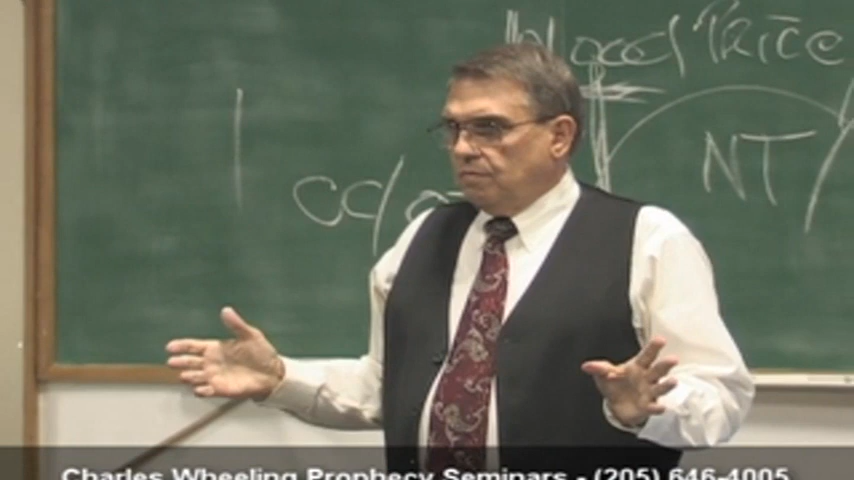 blood Price
NT
Charles Wheeling Prophecy Seminars - (205) 646-4005